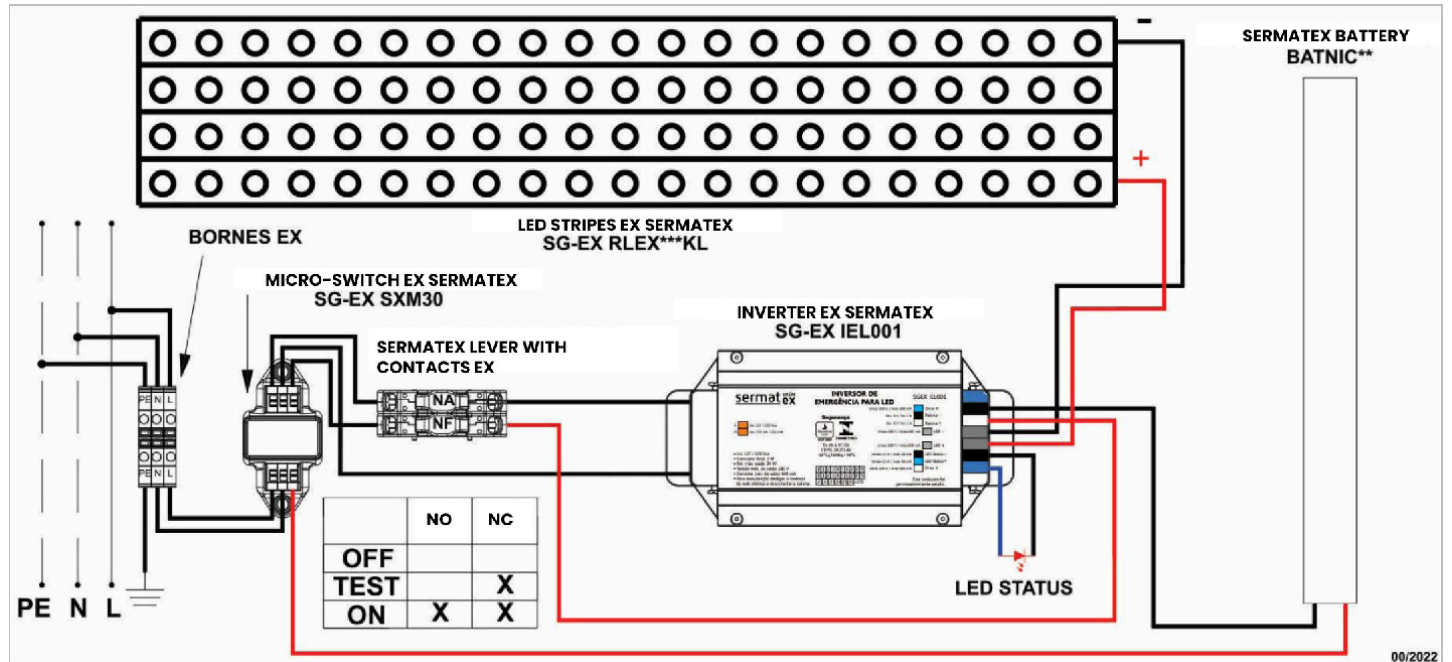 -
SERMATEX BATTERY
BATNIC**
+
LED STRIPES EX SERMATEX
SG-EX RLEX***KL
BORNES EX
MICRO-SWITCH EX SERMATEX
SG-EX SXM30
INVERTER EX SERMATEX
SG-EX IEL001
SERMATEX LEVER WITH
CONTACTS EX
NA
NF
PE N L
PE N L
sermat ex
INVERSOR DE
EMERGÊNCIA PARA LED
Segurança
NO NC
OFF
TEST X
ON X X
LED STATUS
PE N L
00/2022